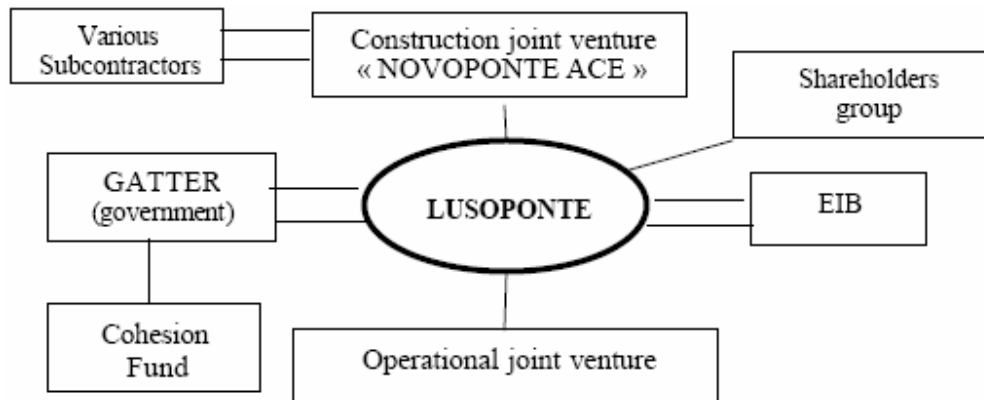 Various
Subcontractors
Construction joint venture
« NOVOPONTE ACE »
Shareholders
group
GATTER
(government)
LUSOPONTE
EIB
Cohesion
Fund
Operational joint venture